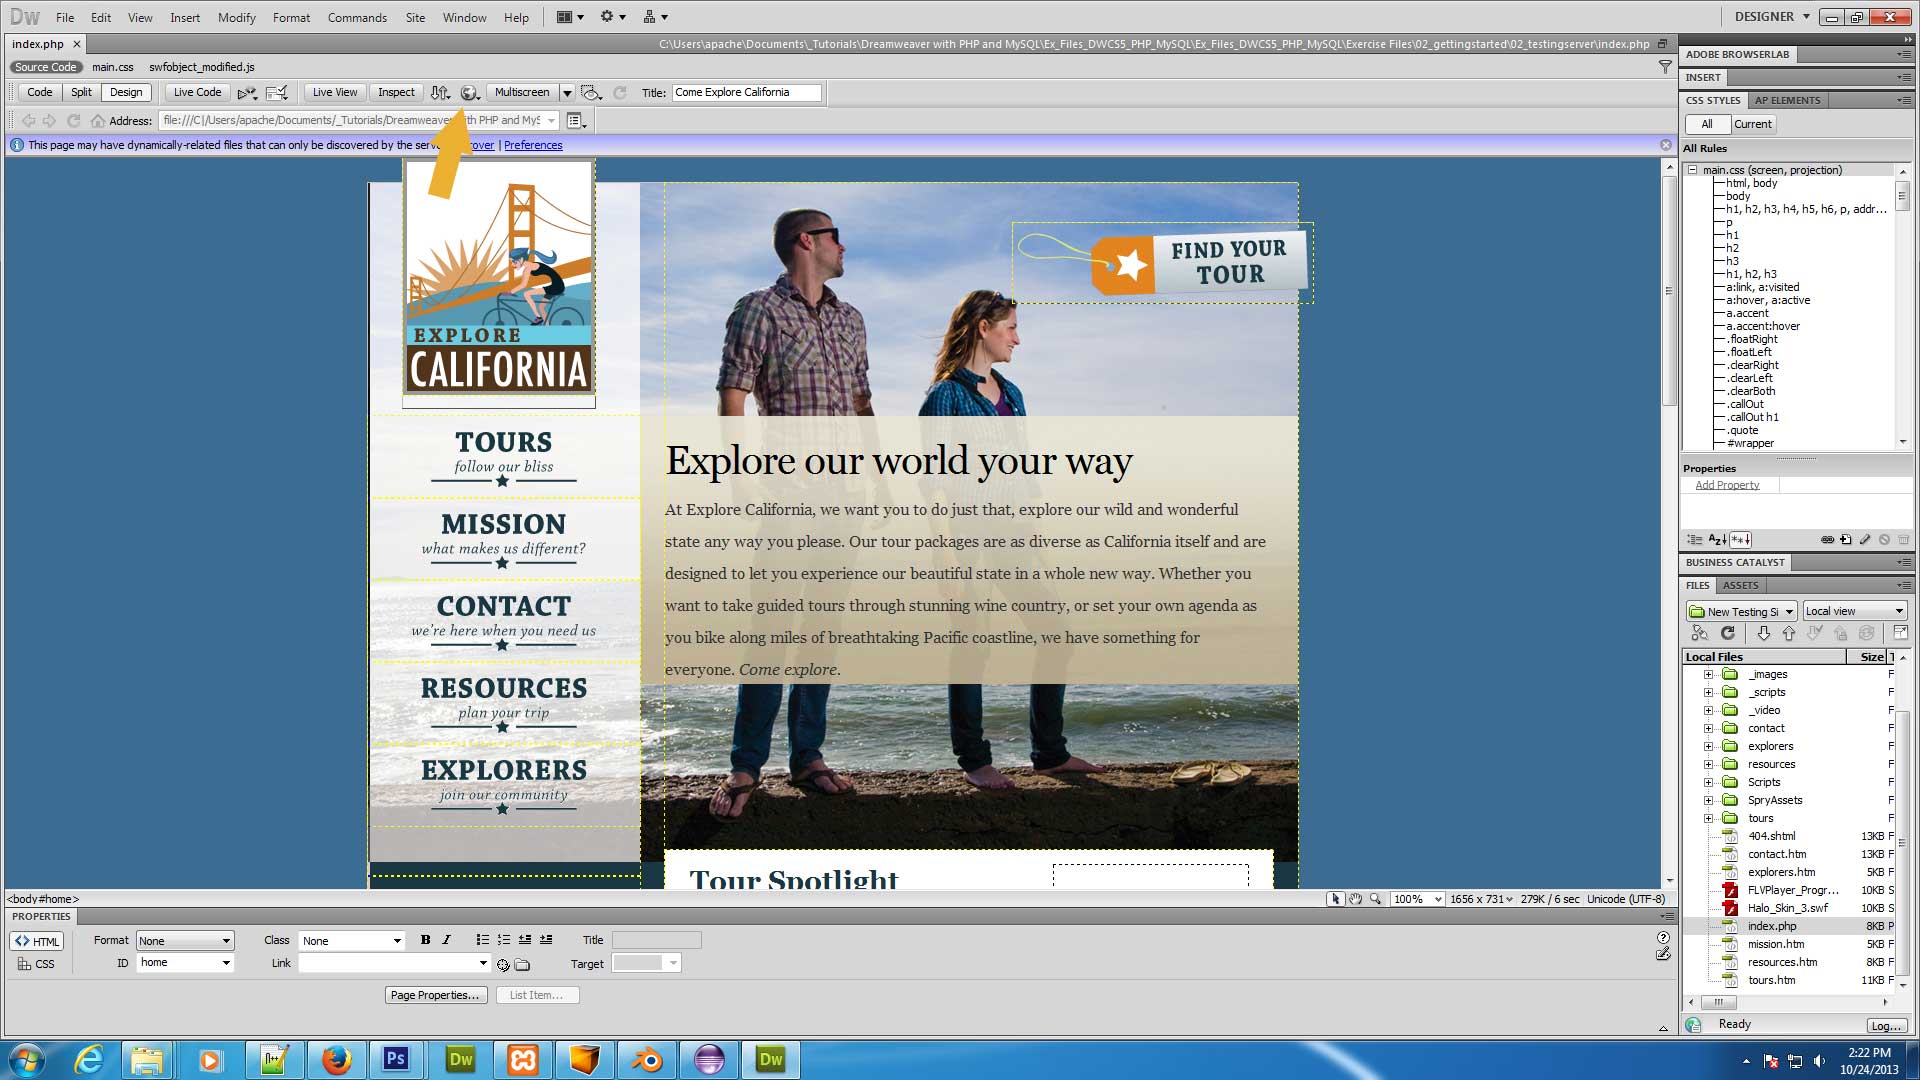 Dw File Edit View Insert Modify Format Commands Site Window Help DESIGNER
index.php × C:\Users\apache\Documents\_Tutorials\Dreamweaver with PHP and MySQL\Ex_Files_DWCS5_PHP_MySQL\Ex_Files_DWCS5_PHP_MySQL\Exercise Files\02_gettingstarted\02_testingserver\index.php
Source Code main.css swfobject_modified.js
Code Split Design Live Code Live View Inspect Multiscreen Title: Come Explore California
Address: file:///C|/Users/apache/Documents/_Tutorials/Dreamweaver with PHP and MyS
This page may have dynamically-related files that can only be discovered by the | Preferences
EXPLORE
CALIFORNIA
FIND YOUR
TOUR
TOURS
follow our bliss
MISSION
what makes us different?
CONTACT
we're here when you need us
RESOURCES
plan your trip
EXPLORERS
join our community
Explore our world your way
At Explore California, we want you to do just that, explore our wild and wonderful
state any way you please. Our tour packages are as diverse as California itself and are
designed to let you experience our beautiful state in a whole new way. Whether you
want to take guided tours through stunning wine country, or set your own agenda as
you bike along miles of breathtaking Pacific coastline, we have something for
everyone. Come explore.
Tour Spotlight
<body#home> 100% 1656 x 731 279K / 6 sec Unicode (UTF-8)
PROPERTIES
<> HTML Format None Class None B I Title
CSS ID home Link Target
Page Properties... List Item...
ADOBE BROWSERLAB
INSERT
CSS STYLES AP ELEMENTS
All Current
All Rules
main.css (screen, projection)
html, body
body
h1, h2, h3, h4, h5, h6, p, addr...
p
h1
h2
h3
h1, h2, h3
a:link, a:visited
a:hover, a:active
a.accent
a.accent:hover
.floatRight
.floatLeft
.clearRight
.clearLeft
.clearBoth
.callOut
.callOut h1
.quote
#wrapper
Properties
Add Property
BUSINESS CATALYST
FILES ASSETS
New Testing Si Local view
Local Files Size T
_images F
_scripts F
_video F
contact F
explorers F
resources F
Scripts F
SpryAssets F
tours F
404.shtml 13KB F
contact.htm 13KB F
explorers.htm 5KB F
FLVPlayer_Progr... 10KB S
Halo_Skin_3.swf 10KB S
index.php 8KB P
mission.htm 5KB F
resources.htm 8KB F
tours.htm 11KB F
Ready Log...
Ps Dw Dw
2:22 PM
10/24/2013